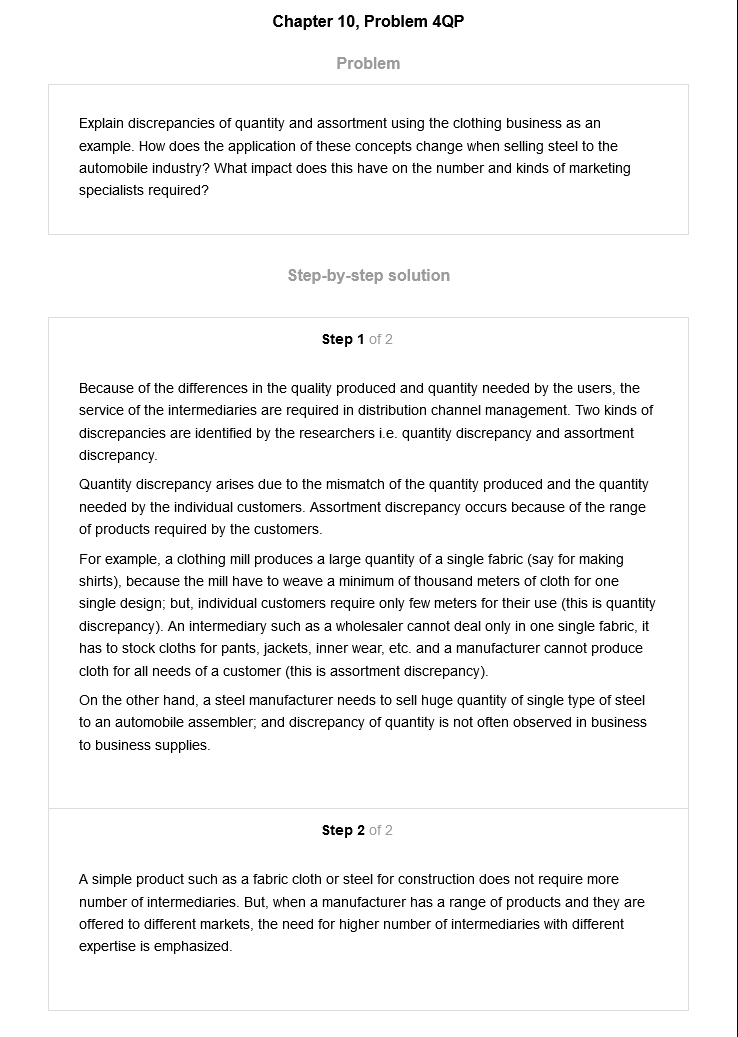 Chapter 10, Problem 4QP
Problem
Explain discrepancies of quantity and assortment using the clothing business as an
example. How does the application of these concepts change when selling steel to the
automobile industry? What impact does this have on the number and kinds of marketing
specialists required?
Step-by-step solution
Step 1 of 2
Because of the differences in the quality produced and quantity needed by the users, the
service of the intermediaries are required in distribution channel management. Two kinds of
discrepancies are identified by the researchers i.e. quantity discrepancy and assortment
discrepancy.
Quantity discrepancy arises due to the mismatch of the quantity produced and the quantity
needed by the individual customers. Assortment discrepancy occurs because of the range
of products required by the customers.
For example, a clothing mill produces a large quantity of a single fabric (say for making
shirts), because the mill have to weave a minimum of thousand meters of cloth for one
single design; but, individual customers require only few meters for their use (this is quantity
discrepancy). An intermediary such as a wholesaler cannot deal only in one single fabric, it
has to stock cloths for pants, jackets, inner wear, etc. and a manufacturer cannot produce
cloth for all needs of a customer (this is assortment discrepancy).
On the other hand, a steel manufacturer needs to sell huge quantity of single type of steel
to an automobile assembler; and discrepancy of quantity is not often observed in business
to business supplies.
Step 2 of 2
A simple product such as a fabric cloth or steel for construction does not require more
number of intermediaries. But, when a manufacturer has a range of products and they are
offered to different markets, the need for higher number of intermediaries with different
expertise is emphasized.